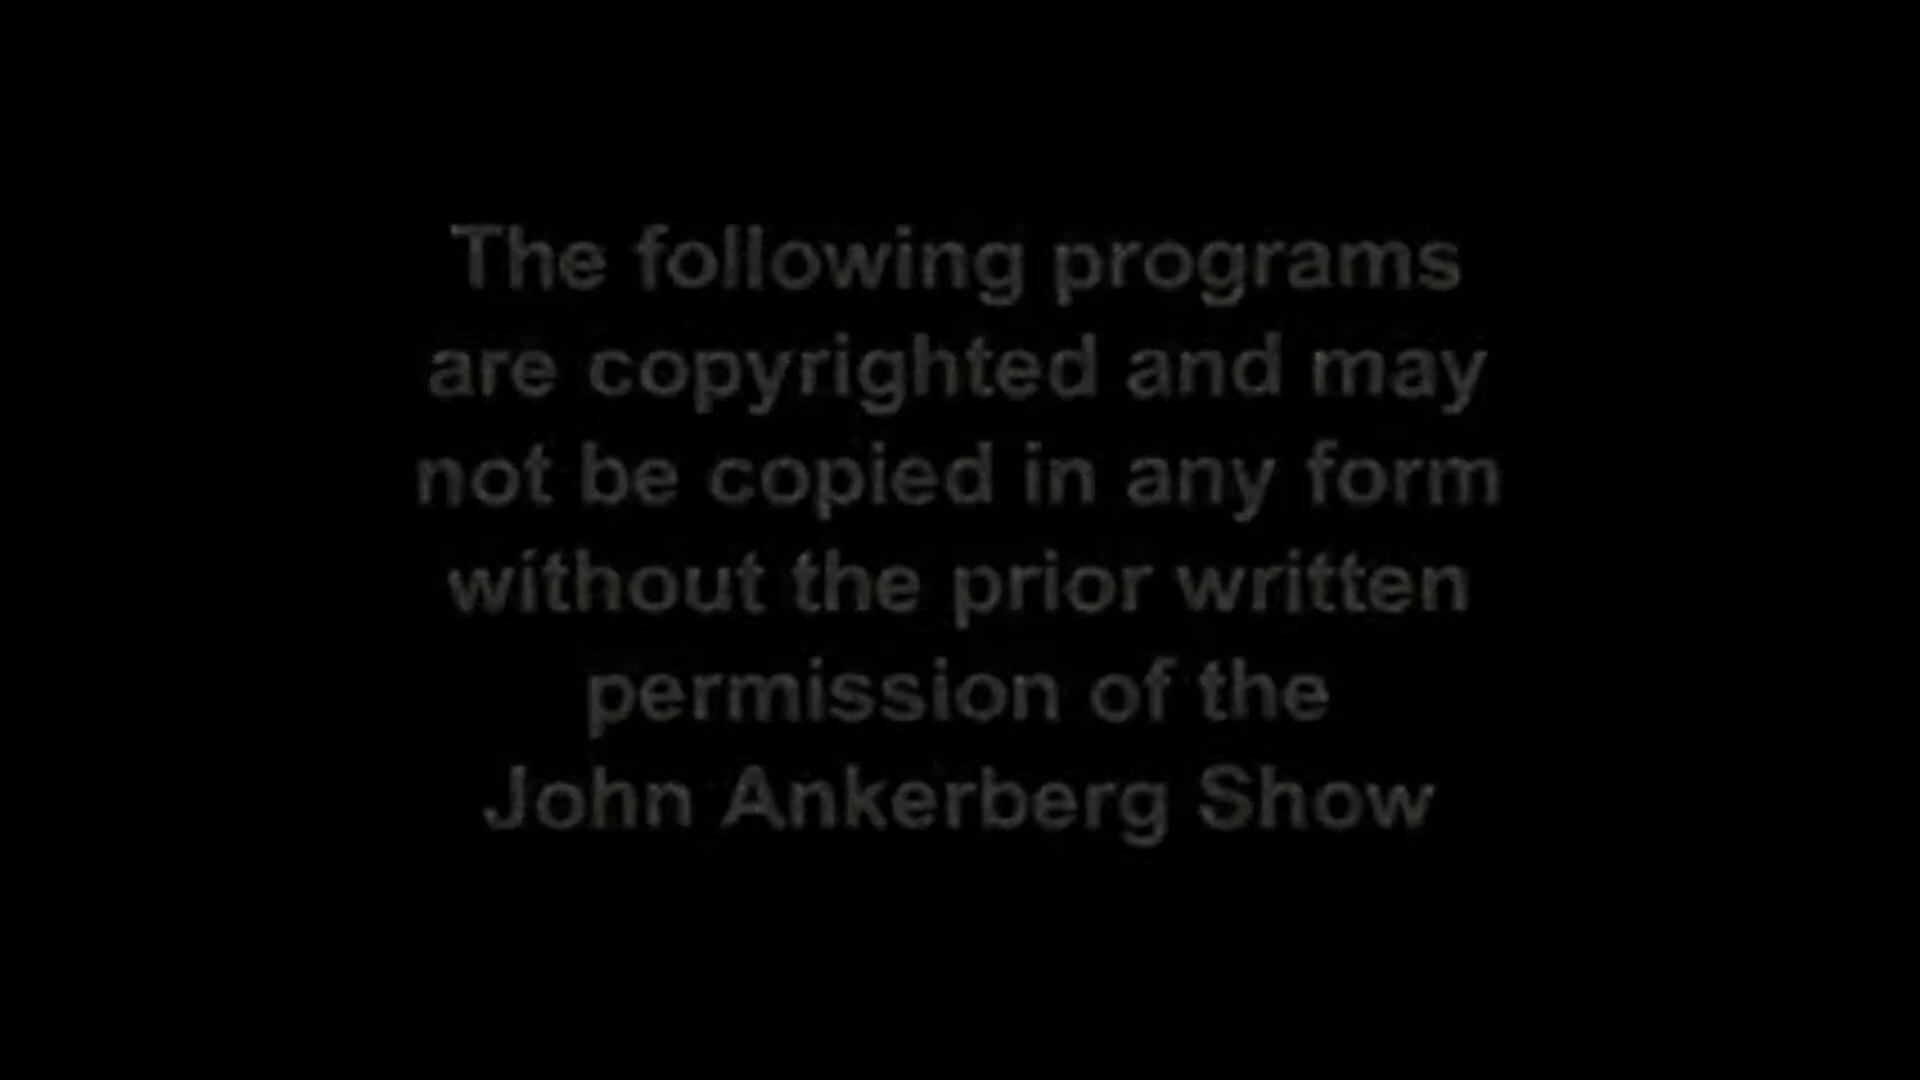 The following programs
are copyrighted and may
not be copied in any form
without the prior written
permission of the
John Ankerberg Show